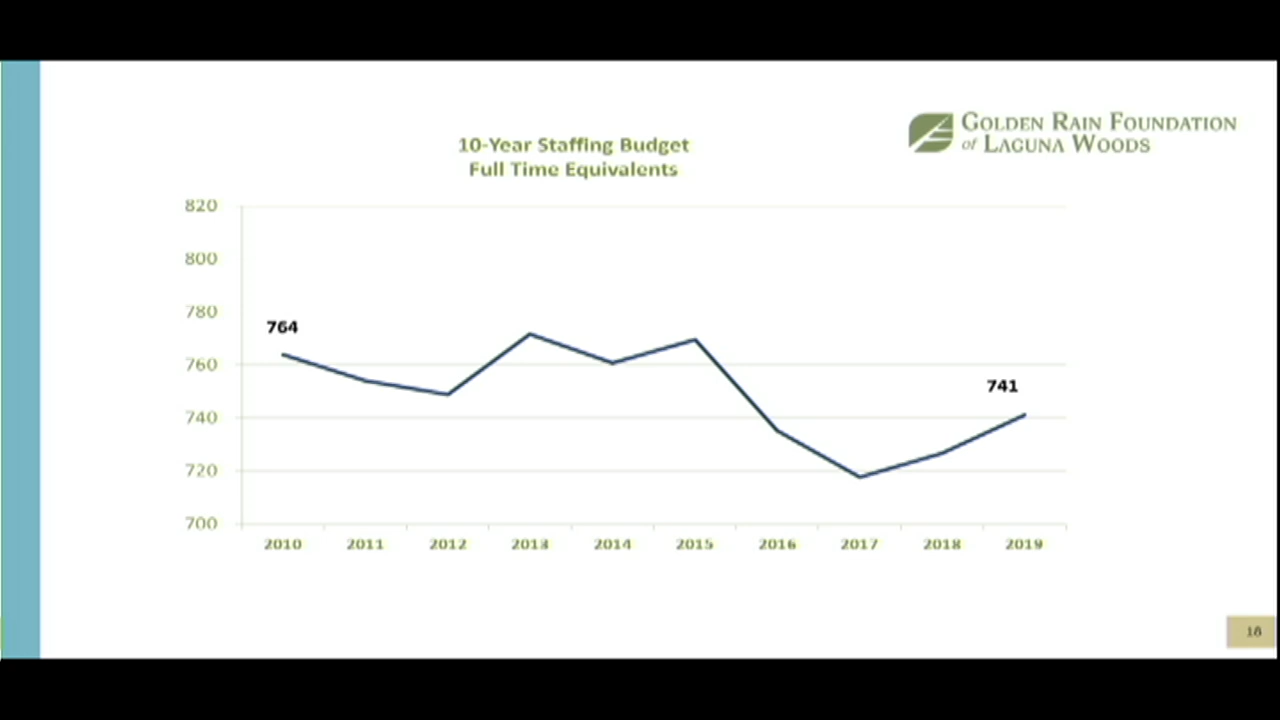 GOLDEN RAIN FOUNDATION
of LAGUNA WOODS
10-Year Staffing Budget
Full Time Equivalents
820
800
780
760
740
720
700
764
741
2010 2011 2012 2013 2014 2015 2016 2017 2018 2019